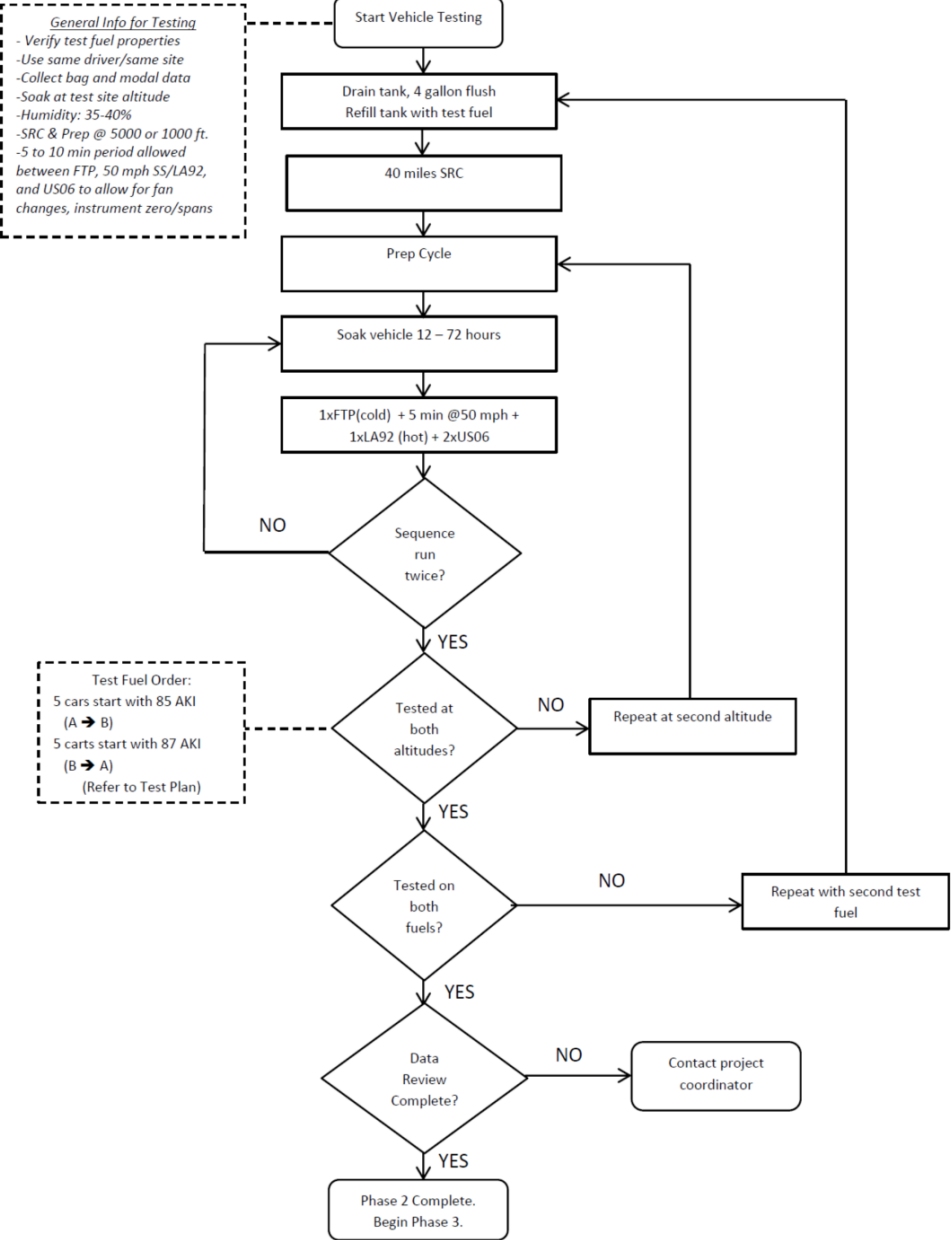 General Info for Testing
- Verify test fuel properties
-Use same driver/same site
-Collect bag and modal data
-Soak at test site altitude
-Humidity: 35-40%
-SRC & Prep @ 5000 or 1000 ft.
-5 to 10 min period allowed
between FTP, 50 mph SS/LA92,
and US06 to allow for fan
changes, instrument zero/spans
Start Vehicle Testing
Drain tank, 4 gallon flush
Refill tank with test fuel
40 miles SRC
Prep Cycle
Soak vehicle 12 – 72 hours
1xFTP(cold) + 5 min @50 mph +
1xLA92 (hot) + 2xUS06
Sequence
run
twice?
NO
YES
Test Fuel Order:
5 cars start with 85 AKI
(A ➔ B)
5 carts start with 87 AKI
(B ➔ A)
(Refer to Test Plan)
Tested at
both
altitudes?
NO
Repeat at second altitude
YES
Tested on
both
fuels?
NO
Repeat with second test
fuel
YES
Data
Review
Complete?
NO
Contact project
coordinator
YES
Phase 2 Complete.
Begin Phase 3.